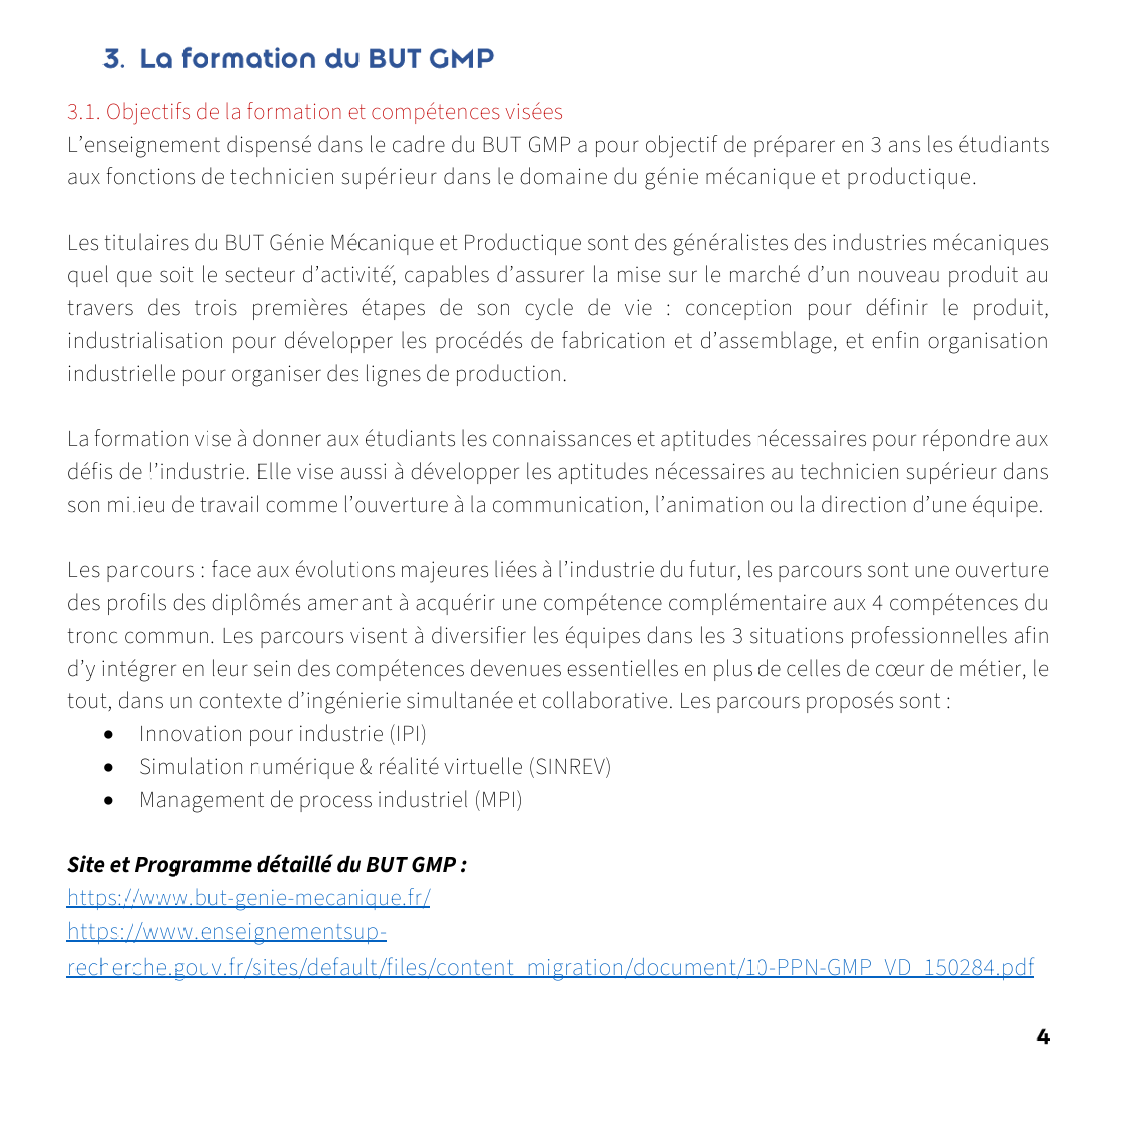 3. La formation du BUT GMP
3.1. Objectifs de la formation et compétences visées
L’enseignement dispensé dans le cadre du BUT GMP a pour objectif de préparer en 3 ans les étudiants
aux fonctions de technicien supérieur dans le domaine du génie mécanique et productique.
Les titulaires du BUT Génie Mécanique et Productique sont des généralistes des industries mécaniques
quel que soit le secteur d’activité, capables d’assurer la mise sur le marché d’un nouveau produit au
travers des trois premières étapes de son cycle de vie : conception pour définir le produit,
industrialisation pour développer les procédés de fabrication et d’assemblage, et enfin organisation
industrielle pour organiser des lignes de production.
La formation vise à donner aux étudiants les connaissances et aptitudes nécessaires pour répondre aux
défis de l’industrie. Elle vise aussi à développer les aptitudes nécessaires au technicien supérieur dans
son milieu de travail comme l’ouverture à la communication, l’animation ou la direction d’une équipe.
Les parcours : face aux évolutions majeures liées à l’industrie du futur, les parcours sont une ouverture
des profils des diplômés amenant à acquérir une compétence complémentaire aux 4 compétences du
tronc commun. Les parcours visent à diversifier les équipes dans les 3 situations professionnelles afin
d’y intégrer en leur sein des compétences devenues essentielles en plus de celles de cœur de métier, le
tout, dans un contexte d’ingénierie simultanée et collaborative. Les parcours proposés sont :
• Innovation pour industrie (IPI)
• Simulation numérique & réalité virtuelle (SINREV)
• Management de process industriel (MPI)
Site et Programme détaillé du BUT GMP :
https://www.but-genie-mecanique.fr/
https://www.enseignementsup-
recherche.gouv.fr/sites/default/files/content_migration/document/10-PPN-GMP_VD_150284.pdf
4